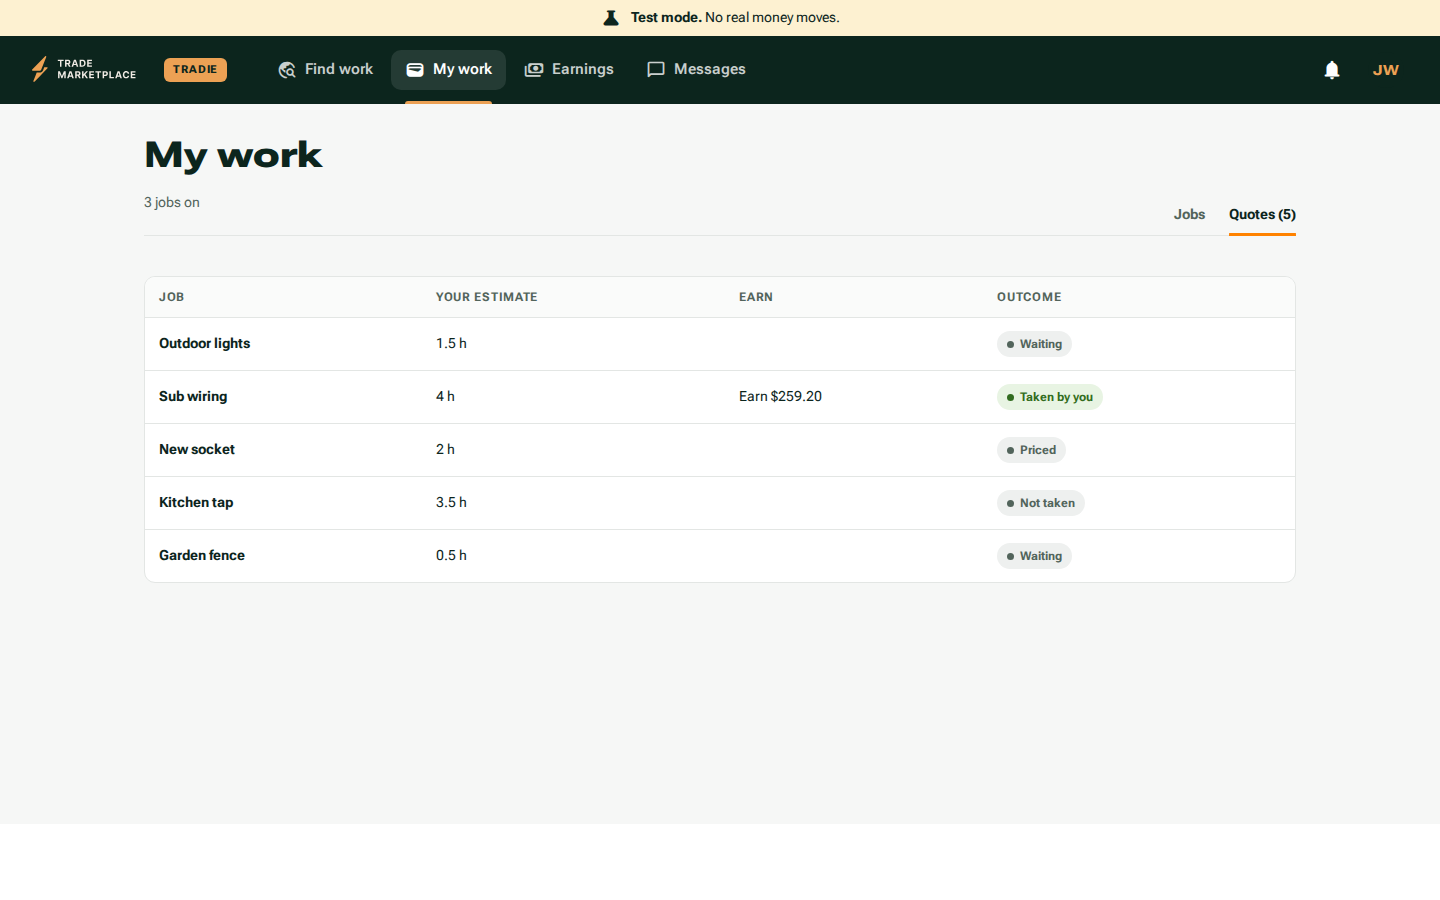 Test mode. No real money moves.
TRADE
MARKETPLACE
TRADIE
Find work
My work
Earnings
Messages
JW
My work
3 jobs on
Jobs
Quotes (5)
JOB YOUR ESTIMATE EARN OUTCOME
Outdoor lights 1.5 h Waiting
Sub wiring 4 h Earn $259.20 Taken by you
New socket 2 h Priced
Kitchen tap 3.5 h Not taken
Garden fence 0.5 h Waiting